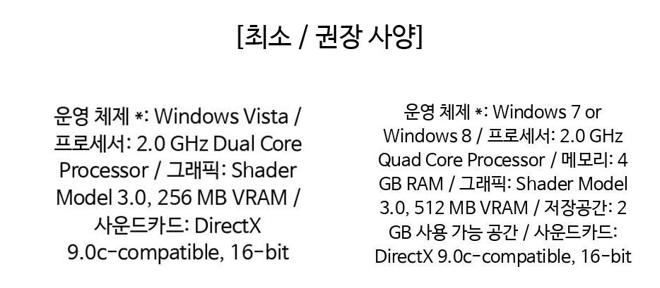 [최소 / 권장 사양]
운영 체제 *: Windows Vista /
프로세서: 2.0 GHz Dual Core
Processor / 그래픽: Shader
Model 3.0, 256 MB VRAM /
사운드카드: DirectX
9.0c-compatible, 16-bit
운영 체제 *: Windows 7 or
Windows 8 / 프로세서: 2.0 GHz
Quad Core Processor / 메모리: 4
GB RAM / 그래픽: Shader Model
3.0, 512 MB VRAM / 저장공간: 2
GB 사용 가능 공간 / 사운드카드:
DirectX 9.0c-compatible, 16-bit